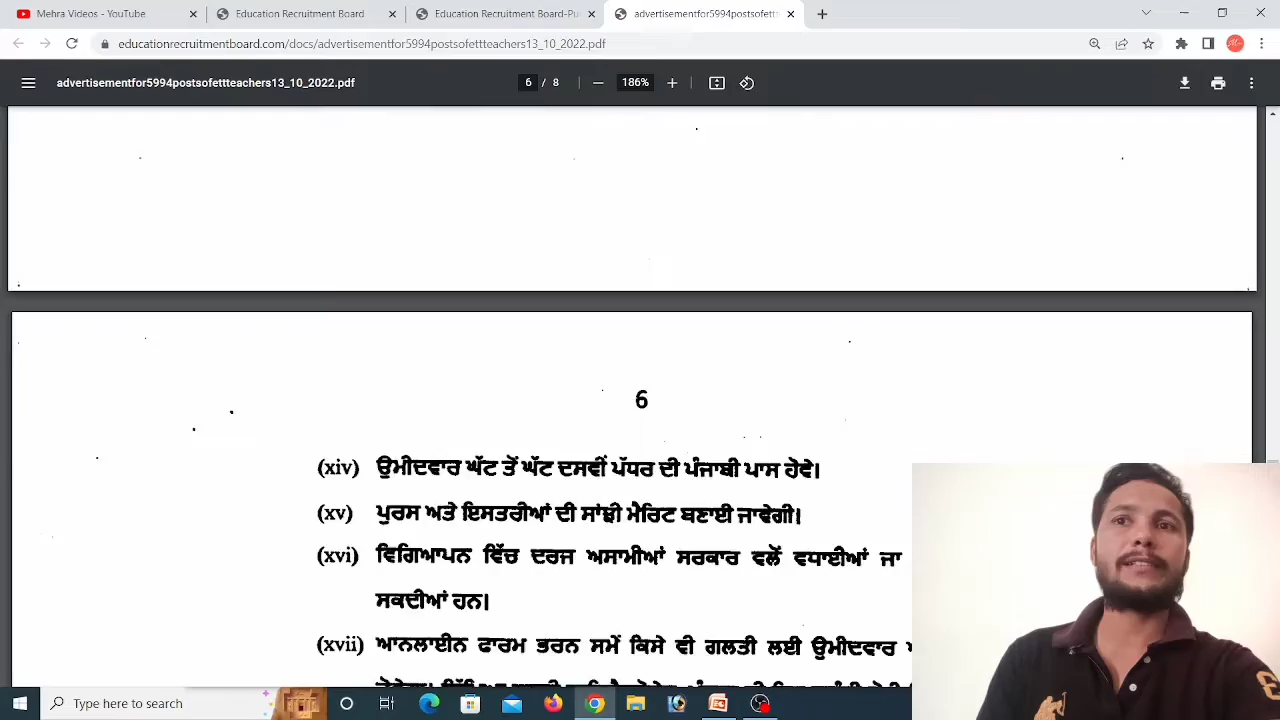 Mehra Videos - YouTube
Education Recruitment Board
Education Recruitment Board-Pu
advertisementfor5994postsofett
educationrecruitmentboard.com/docs/advertisementfor5994postsofettteachers13_10_2022.pdf
advertisementfor5994postsofettteachers13_10_2022.pdf
6 / 8
186%
6
(xiv) ਉਮੀਦਵਾਰ ਘੱਟ ਤੋਂ ਘੱਟ ਦਸਵੀਂ ਪੱਧਰ ਦੀ ਪੰਜਾਬੀ ਪਾਸ ਹੋਵੇ।
(xv) ਪੁਰਸ ਅਤੇ ਇਸਤਰੀਆਂ ਦੀ ਸਾਂਝੀ ਮੈਰਿਟ ਬਣਾਈ ਜਾਵੇਗੀ।
(xvi) ਵਿਗਿਆਪਨ ਵਿੱਚ ਦਰਜ ਅਸਾਮੀਆਂ ਸਰਕਾਰ ਵਲੋਂ ਵਧਾਈਆਂ ਜਾ
ਸਕਦੀਆਂ ਹਨ।
(xvii) ਆਨਲਾਈਨ ਫਾਰਮ ਭਰਨ ਸਮੇਂ ਕਿਸੇ ਵੀ ਗਲਤੀ ਲਈ ਉਮੀਦਵਾਰ
Type here to search